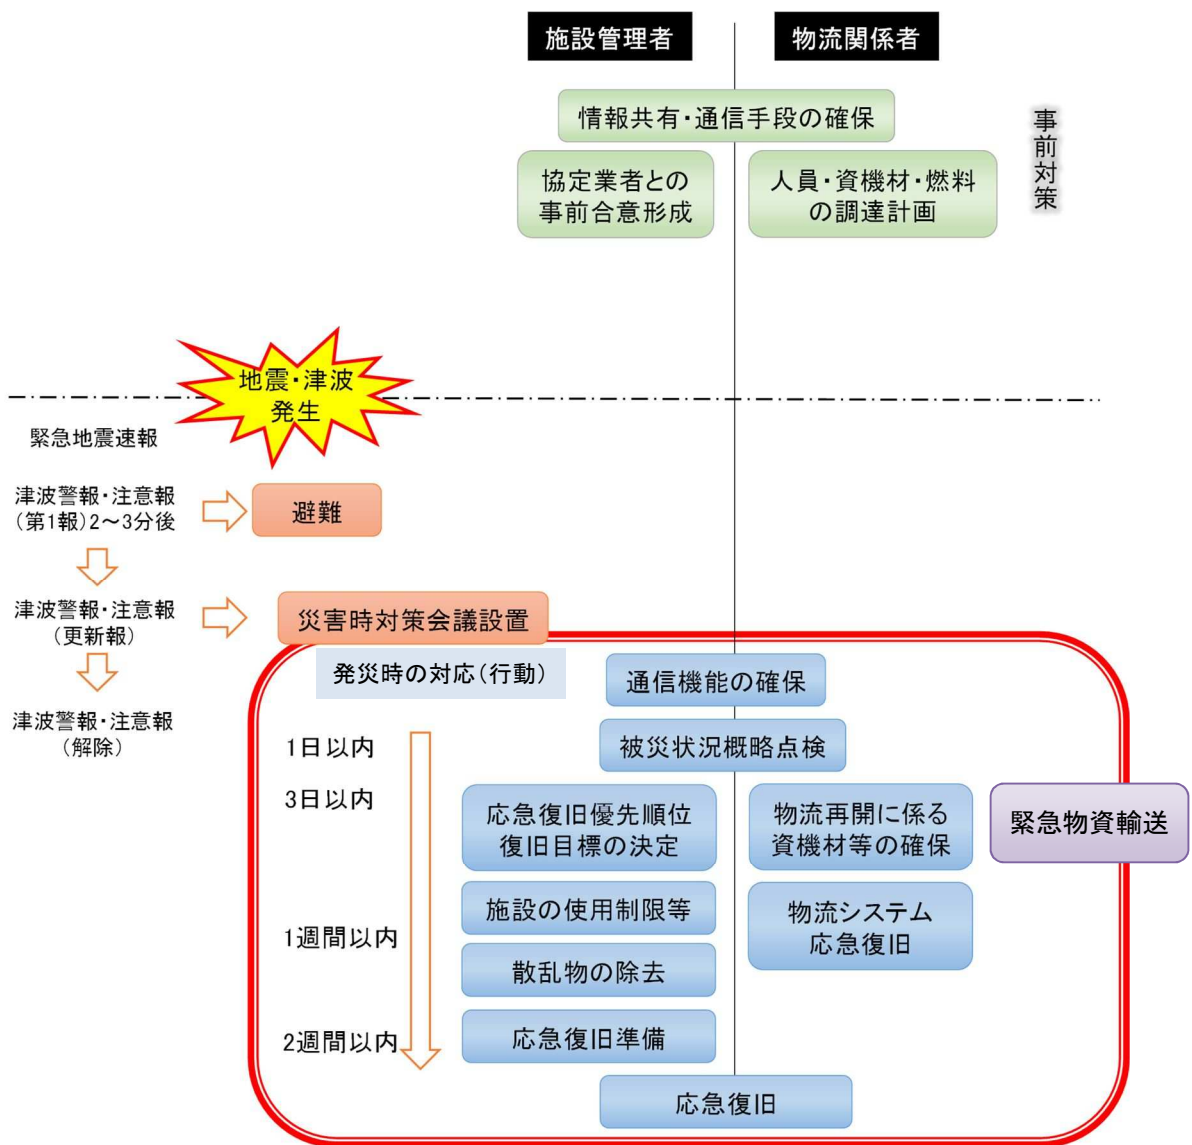 施設管理者
物流関係者
情報共有・通信手段の確保
事前対策
協定業者との
事前合意形成
人員・資機材・燃料
の調達計画
地震・津波
発生
緊急地震速報
津波警報・注意報
(第1報)2～3分後
避難
津波警報・注意報
(更新報)
災害時対策会議設置
発災時の対応(行動)
通信機能の確保
津波警報・注意報
(解除)
1日以内
被災状況概略点検
3日以内
応急復旧優先順位
復旧目標の決定
物流再開に係る
資機材等の確保
緊急物資輸送
施設の使用制限等
物流システム
応急復旧
1週間以内
散乱物の除去
2週間以内
応急復旧準備
応急復旧